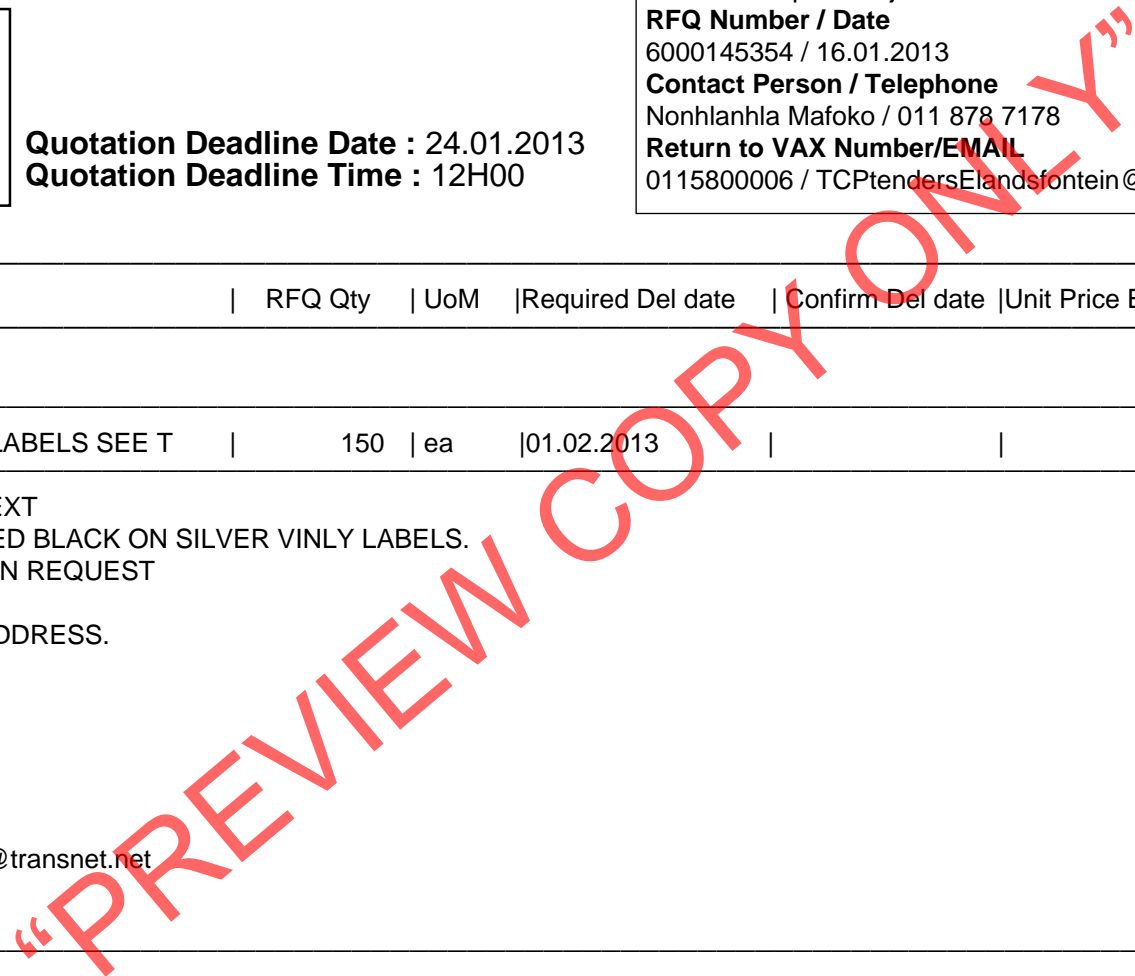 RFQ Number / Date
6000145354 / 16.01.2013
Contact Person / Telephone
Nonhlanhla Mafoko / 011 878 7178
Return to VAX Number/EMAIL
0115800006 / TCPtendersElandsfontein@
Quotation Deadline Date : 24.01.2013
Quotation Deadline Time : 12H00
| RFQ Qty | UoM |Required Del date | Confirm Del date |Unit Price E
LABELS SEE T | 150 | ea |01.02.2013 | |
EXT
ED BLACK ON SILVER VINLY LABELS.
N REQUEST
DDRESS.
@transnet.net
“PREVIEW COPY ONLY”